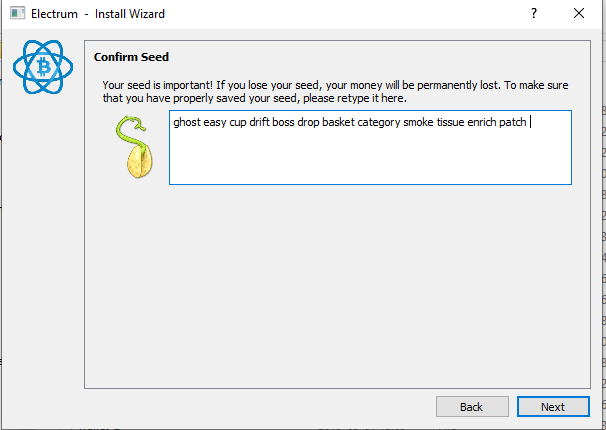 Electrum - Install Wizard
Confirm Seed
Your seed is important! If you lose your seed, your money will be permanently lost. To make sure
that you have properly saved your seed, please retype it here.
ghost easy cup drift boss drop basket category smoke tissue enrich patch
Back
Next